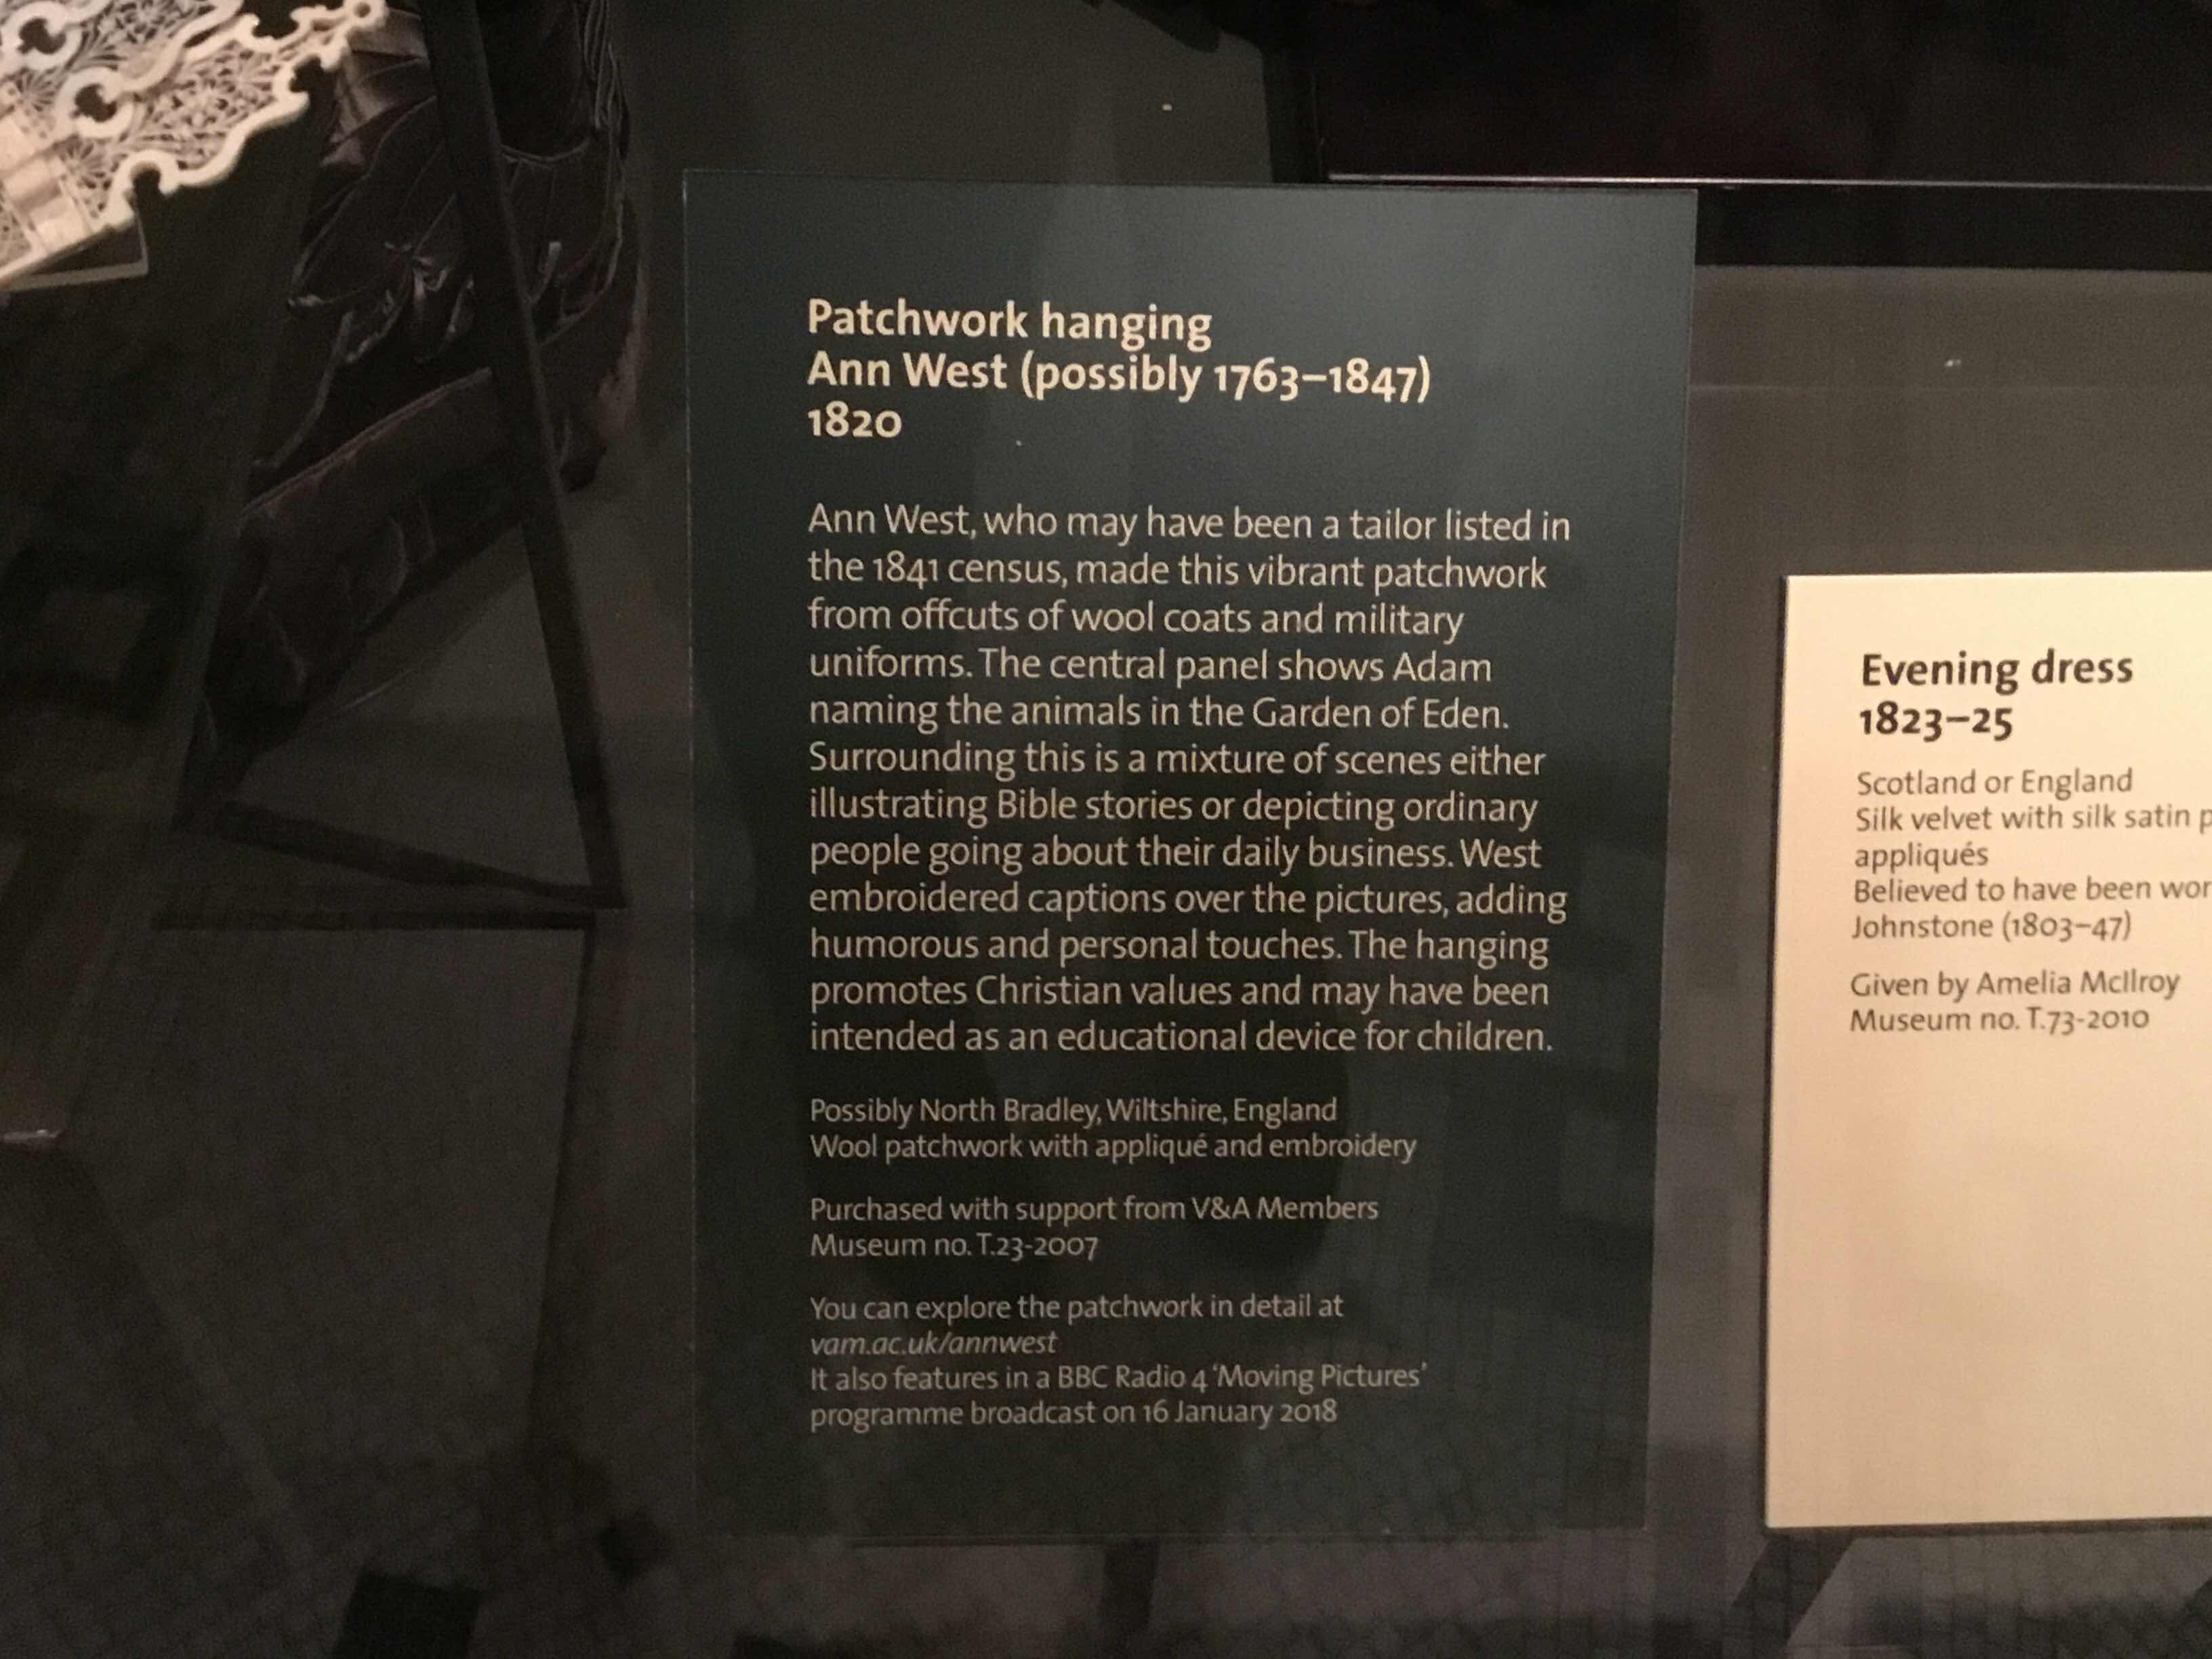 Patchwork hanging
Ann West (possibly 1763–1847)
1820
Ann West, who may have been a tailor listed in
the 1841 census, made this vibrant patchwork
from offcuts of wool coats and military
uniforms. The central panel shows Adam
naming the animals in the Garden of Eden.
Surrounding this is a mixture of scenes either
illustrating Bible stories or depicting ordinary
people going about their daily business. West
embroidered captions over the pictures, adding
humorous and personal touches. The hanging
promotes Christian values and may have been
intended as an educational device for children.
Possibly North Bradley, Wiltshire, England
Wool patchwork with appliqué and embroidery
Purchased with support from V&A Members
Museum no. T.23-2007
You can explore the patchwork in detail at
vam.ac.uk/annwest
It also features in a BBC Radio 4 ‘Moving Pictures’
programme broadcast on 16 January 2018
Evening dress
1823–25
Scotland or England
Silk velvet with silk satin
appliqués
Believed to have been
Johnstone (1803–47)
Given by Amelia McIlroy
Museum no. T.73-2010